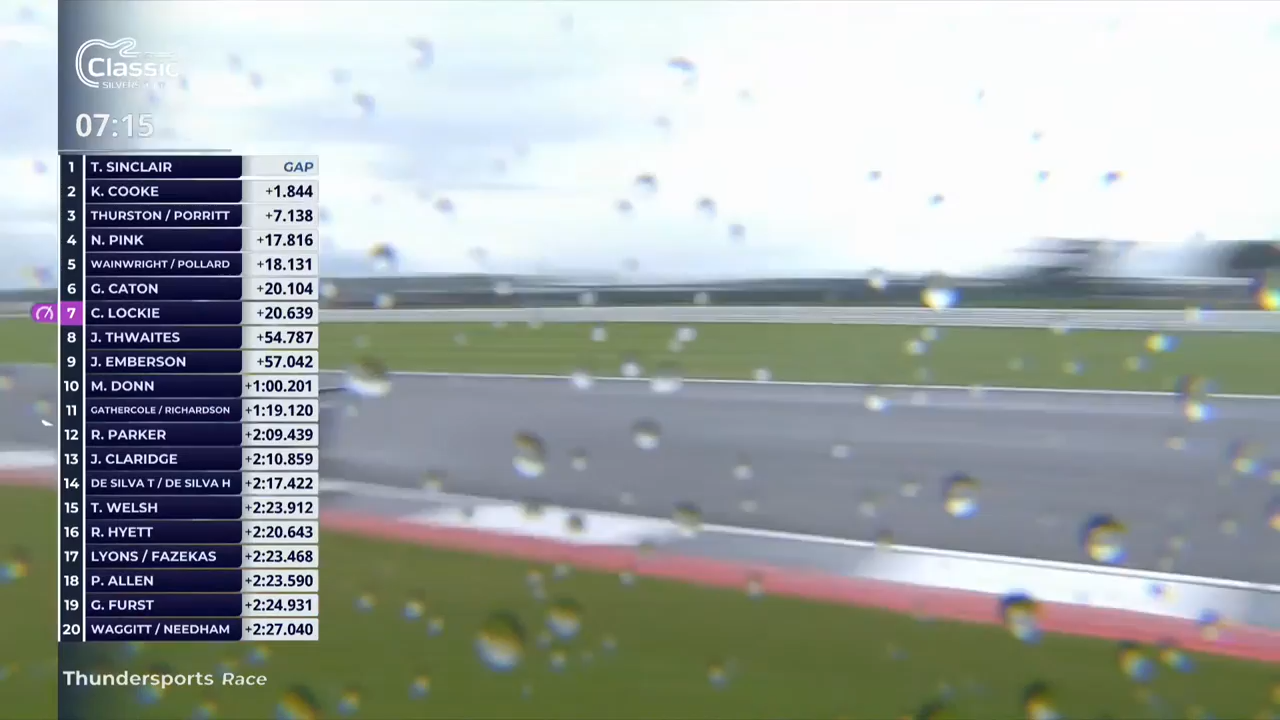 Classic
07:15
1 T. SINCLAIR GAP
2 K. COOKE +1.844
3 THURSTON / PORRITT +7.138
4 N. PINK +17.816
5 WAINWRIGHT / POLLARD +18.131
6 G. CATON +20.104
7 C. LOCKIE +20.639
8 J. THWAITES +54.787
9 J. EMBERSON +57.042
10 M. DONN +1:00.201
11 GATHERCOLE / RICHARDSON +1:19.120
12 R. PARKER +2:09.439
13 J. CLARIDGE +2:10.859
14 DE SILVA T / DE SILVA H +2:17.422
15 T. WELSH +2:23.912
16 R. HYETT +2:20.643
17 LYONS / FAZEKAS +2:23.468
18 P. ALLEN +2:23.590
19 G. FURST +2:24.931
20 WAGGITT / NEEDHAM +2:27.040
Thundersports Race